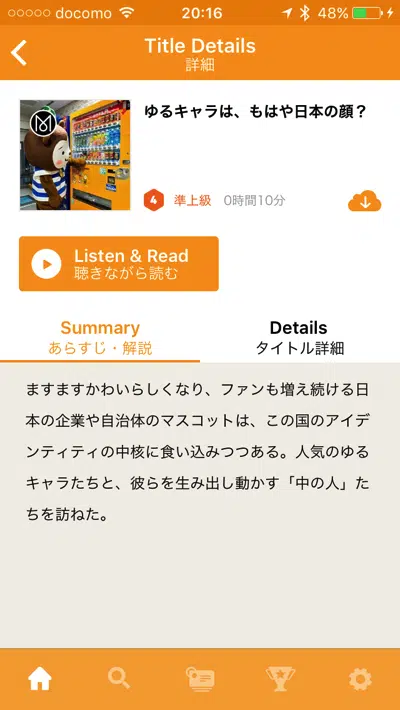 docomo 20:16 48%
Title Details
詳細
ゆるキャラは、もはや日本の顔？
4 準上級 0時間10分
Listen & Read
聴きながら読む
Summary Details
あらすじ・解説 タイトル詳細
ますますかわいらしくなり、ファンも増え続ける日
本の企業や自治体のマスコットは、この国のアイデ
ンティティの中核に食い込みつつある。人気のゆる
キャラたちと、彼らを生み出し動かす「中の人」た
ちを訪ねた。